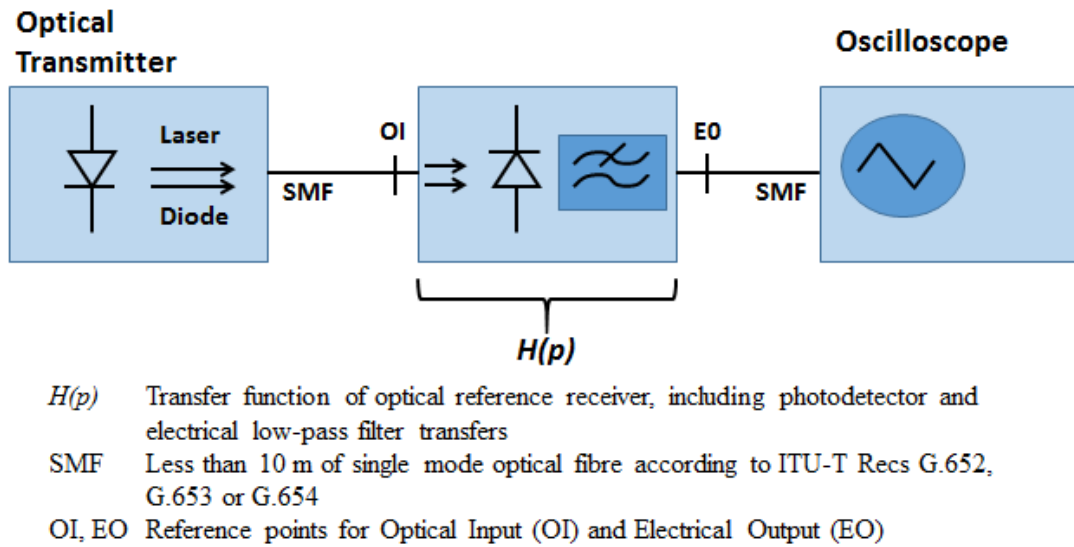 Optical
Transmitter
Oscilloscope
Laser
Diode
SMF
OI
E0
SMF
H(p)
H(p) Transfer function of optical reference receiver, including photodetector and
electrical low-pass filter transfers
SMF Less than 10 m of single mode optical fibre according to ITU-T Recs G.652,
G.653 or G.654
OI, EO Reference points for Optical Input (OI) and Electrical Output (EO)